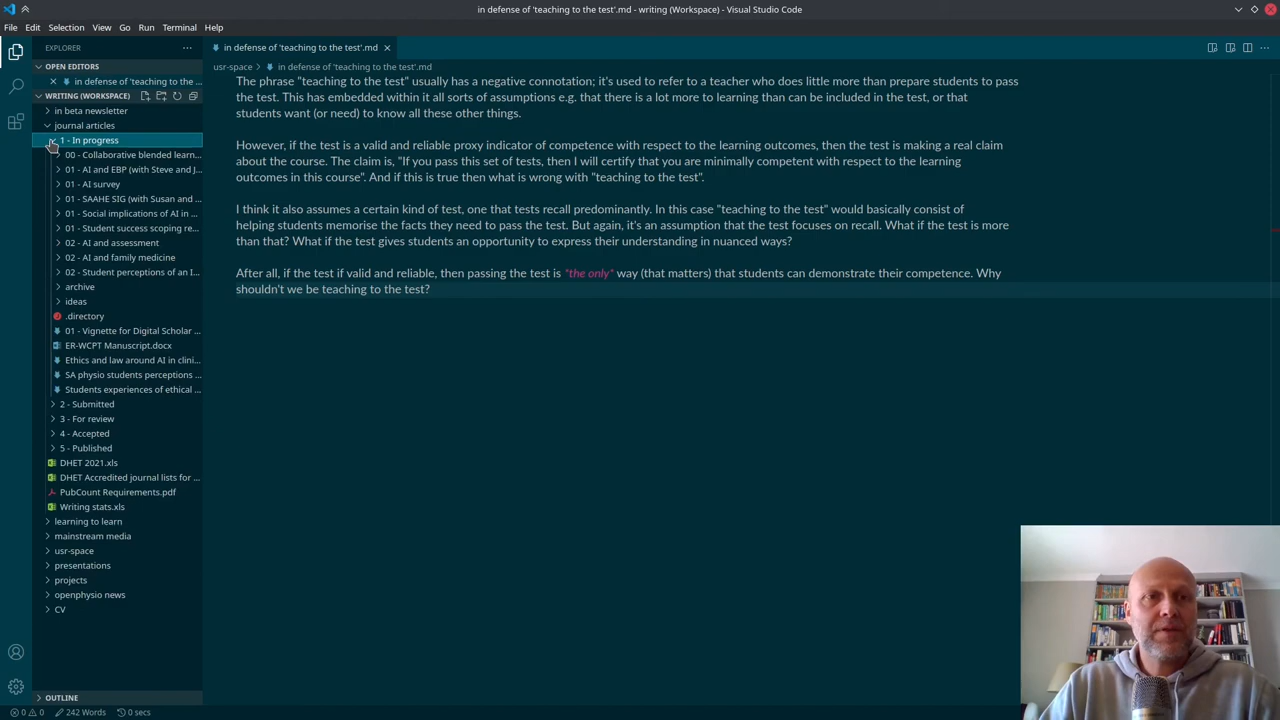 in defense of 'teaching to the test'.md - writing (Workspace) - Visual Studio Code
File Edit Selection View Go Run Terminal Help
EXPLORER
OPEN EDITORS
in defense of 'teaching to the ...
WRITING (WORKSPACE)
in beta newsletter
journal articles
1 - In progress
00 - Collaborative blended learn...
01 - AI and EBP (with Steve and J...
01 - AI survey
01 - SAAHE SIG (with Susan and ...
01 - Social implications of AI in ...
01 - Student success scoping re...
02 - AI and assessment
02 - AI and family medicine
02 - Student perceptions of an I...
archive
ideas
.directory
01 - Vignette for Digital Scholar ...
ER-WCPT Manuscript.docx
Ethics and law around AI in clini...
SA physio students perceptions ...
Students experiences of ethical ...
2 - Submitted
3 - For review
4 - Accepted
5 - Published
DHET 2021.xls
DHET Accredited journal lists for ...
PubCount Requirements.pdf
Writing stats.xls
learning to learn
mainstream media
usr-space
presentations
projects
openphysio news
CV
OUTLINE
in defense of 'teaching to the test'.md
usr-space > in defense of 'teaching to the test'.md
The phrase "teaching to the test" usually has a negative connotation; it's used to refer to a teacher who does little more than prepare students to pass
the test. This has embedded within it all sorts of assumptions e.g. that there is a lot more to learning than can be included in the test, or that
students want (or need) to know all these other things.
However, if the test is a valid and reliable proxy indicator of competence with respect to the learning outcomes, then the test is making a real claim
about the course. The claim is, "If you pass this set of tests, then I will certify that you are minimally competent with respect to the learning
outcomes in this course". And if this is true then what is wrong with "teaching to the test".
I think it also assumes a certain kind of test, one that tests recall predominantly. In this case "teaching to the test" would basically consist of
helping students memorise the facts they need to pass the test. But again, it's an assumption that the test focuses on recall. What if the test is more
than that? What if the test gives students an opportunity to express their understanding in nuanced ways?
After all, if the test if valid and reliable, then passing the test is *the only* way (that matters) that students can demonstrate their competence. Why
shouldn't we be teaching to the test?
0 0 242 Words 0 secs